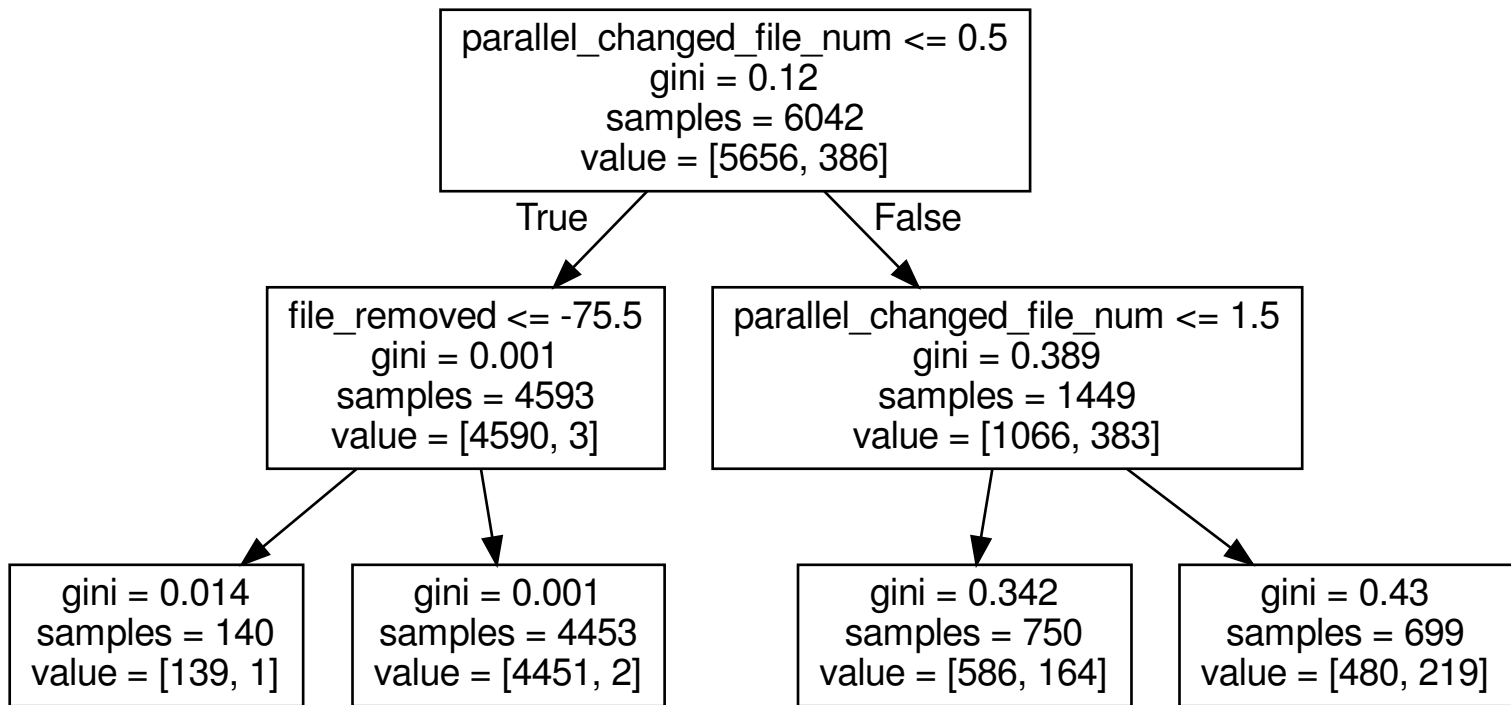 parallel_changed_file_num <= 0.5
gini = 0.12
samples = 6042
value = [5656, 386]
True
False
file_removed <= -75.5
gini = 0.001
samples = 4593
value = [4590, 3]
parallel_changed_file_num <= 1.5
gini = 0.389
samples = 1449
value = [1066, 383]
gini = 0.014
samples = 140
value = [139, 1]
gini = 0.001
samples = 4453
value = [4451, 2]
gini = 0.342
samples = 750
value = [586, 164]
gini = 0.43
samples = 699
value = [480, 219]